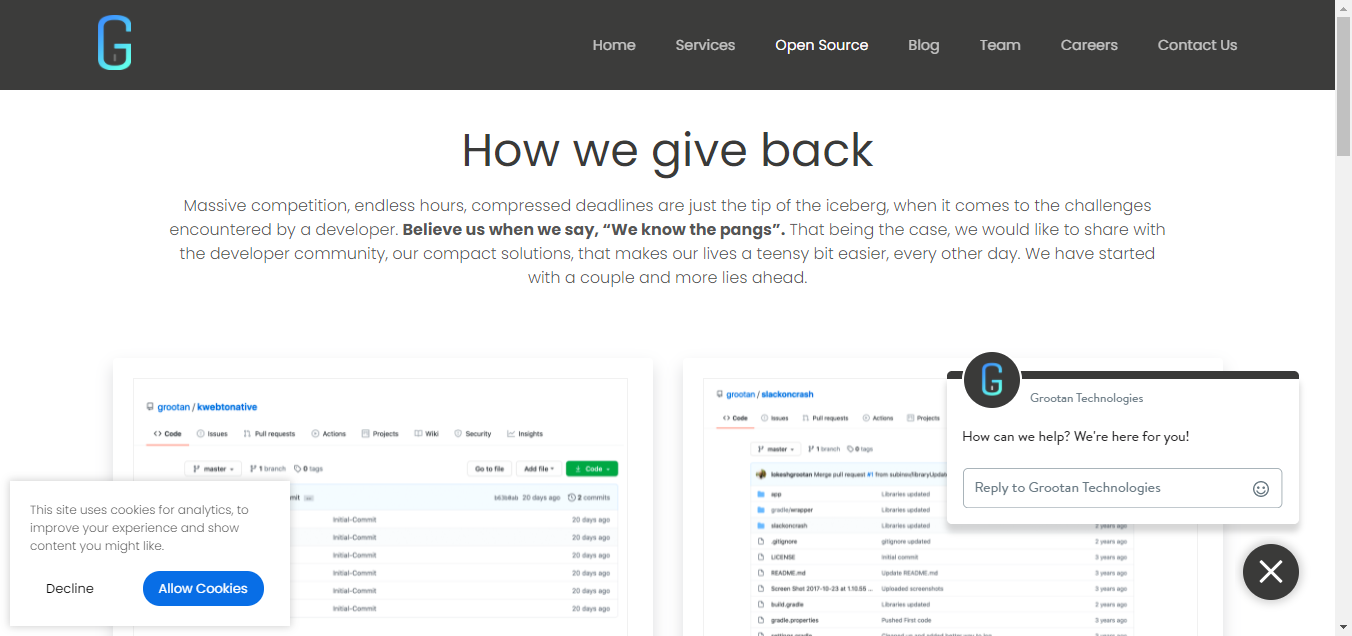 G
Home Services Open Source Blog Team Careers Contact Us
How we give back
Massive competition, endless hours, compressed deadlines are just the tip of the iceberg, when it comes to the challenges
encountered by a developer. Believe us when we say, “We know the pangs”. That being the case, we would like to share with
the developer community, our compact solutions, that makes our lives a teensy bit easier, every other day. We have started
with a couple and more lies ahead.
grootan / kwebtonative
<> Code Issues Pull requests Actions Projects Wiki Security Insights
master 1 branch 0 tags Go to file Add file Code
20 days ago 2 commits
Initial-Commit 20 days ago
Initial-Commit 20 days ago
Initial-Commit 20 days ago
Initial-Commit 20 days ago
Initial-Commit 20 days ago
Initial-Commit 20 days ago
grootan / slackoncrash
<> Code Issues Pull requests Actions Projects
master 1 branch 0 tags
lokeshgrootan Merge pull request #1 from
app Libraries updated
gradle/wrapper Libraries updated
slackoncrash Libraries updated 2 years ago
.gitignore gitignore updated 2 years ago
LICENSE Initial commit 3 years ago
README.md Update README.md 3 years ago
Screen Shot 2017-10-23 at 1.10.55 ... Uploaded screenshots 3 years ago
build.gradle Libraries updated 2 years ago
gradle.properties Pushed First code 3 years ago
G
Grootan Technologies
How can we help? We're here for you!
Reply to Grootan Technologies
This site uses cookies for analytics, to
improve your experience and show
content you might like.
Decline Allow Cookies